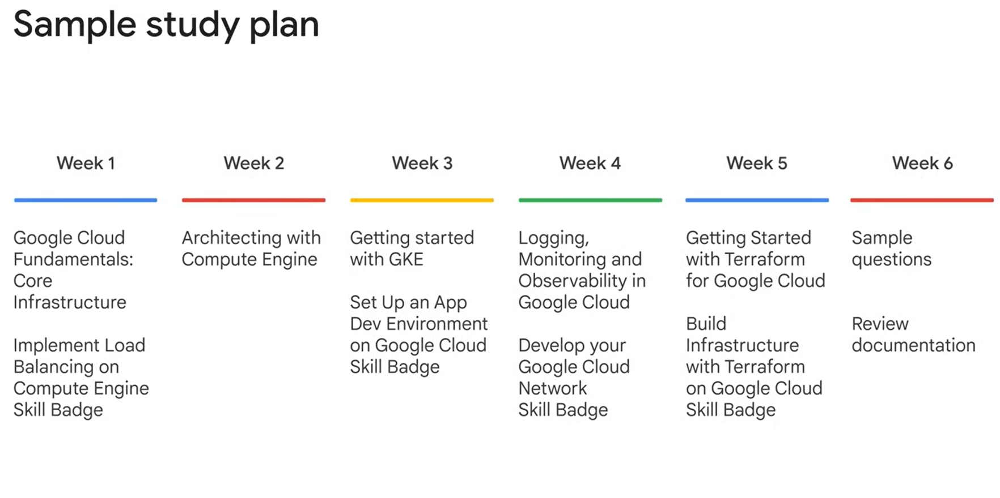 Sample study plan
Week 1
Google Cloud
Fundamentals:
Core
Infrastructure
Implement Load
Balancing on
Compute Engine
Skill Badge
Week 2
Architecting with
Compute Engine
Week 3
Getting started
with GKE
Set Up an App
Dev Environment
on Google Cloud
Skill Badge
Week 4
Logging,
Monitoring and
Observability in
Google Cloud
Develop your
Google Cloud
Network
Skill Badge
Week 5
Getting Started
with Terraform
for Google Cloud
Build
Infrastructure
with Terraform
on Google Cloud
Skill Badge
Week 6
Sample
questions
Review
documentation